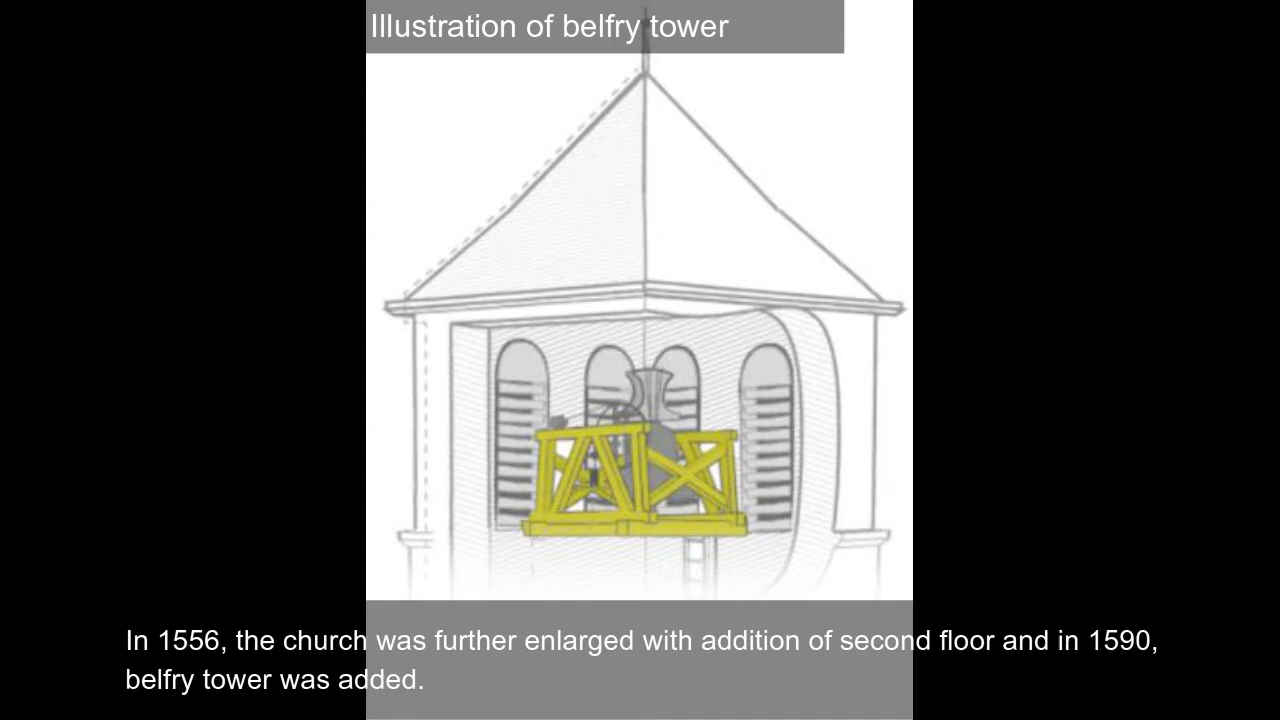 Illustration of belfry tower
In 1556, the church was further enlarged with addition of second floor and in 1590,
belfry tower was added.